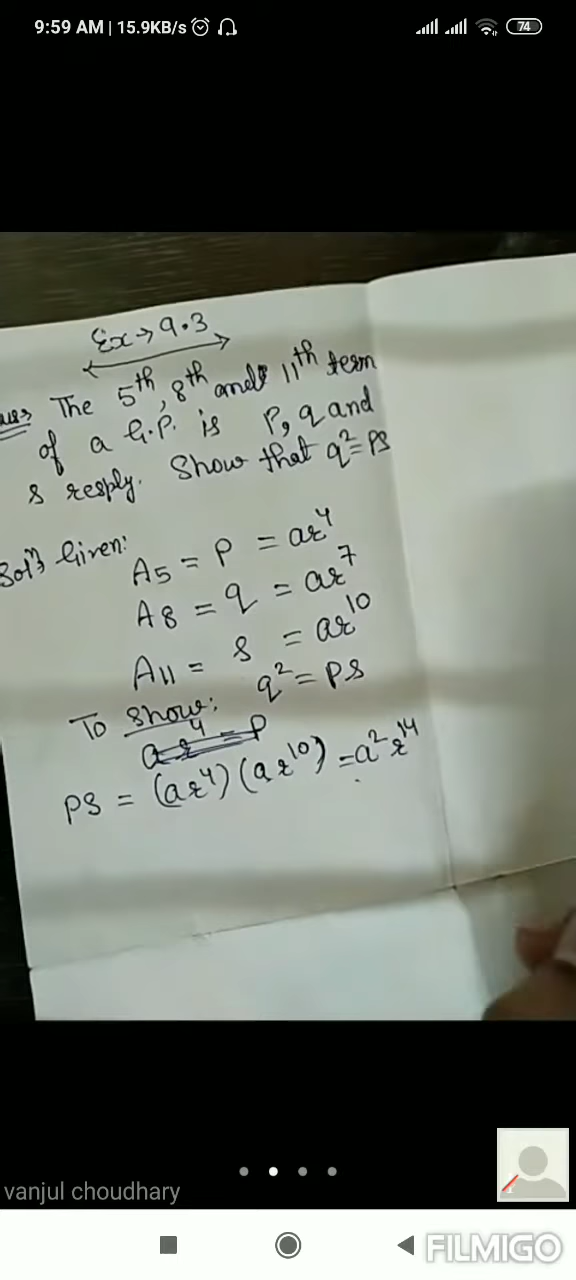 9:59 AM | 15.9KB/s
74
Ex → 9.3
The 5th, 8th and 11th term
of a G.P. is P, q and
s resply. Show that q² = ps
Sol'n Given:
A5 = P = ar⁴
A8 = q = ar⁷
A11 = s = ar¹⁰
To show: q² = ps
ar⁴ = P
ps = (ar⁴)(ar¹⁰) = a²r¹⁴
vanjul choudhary
FILMIGO